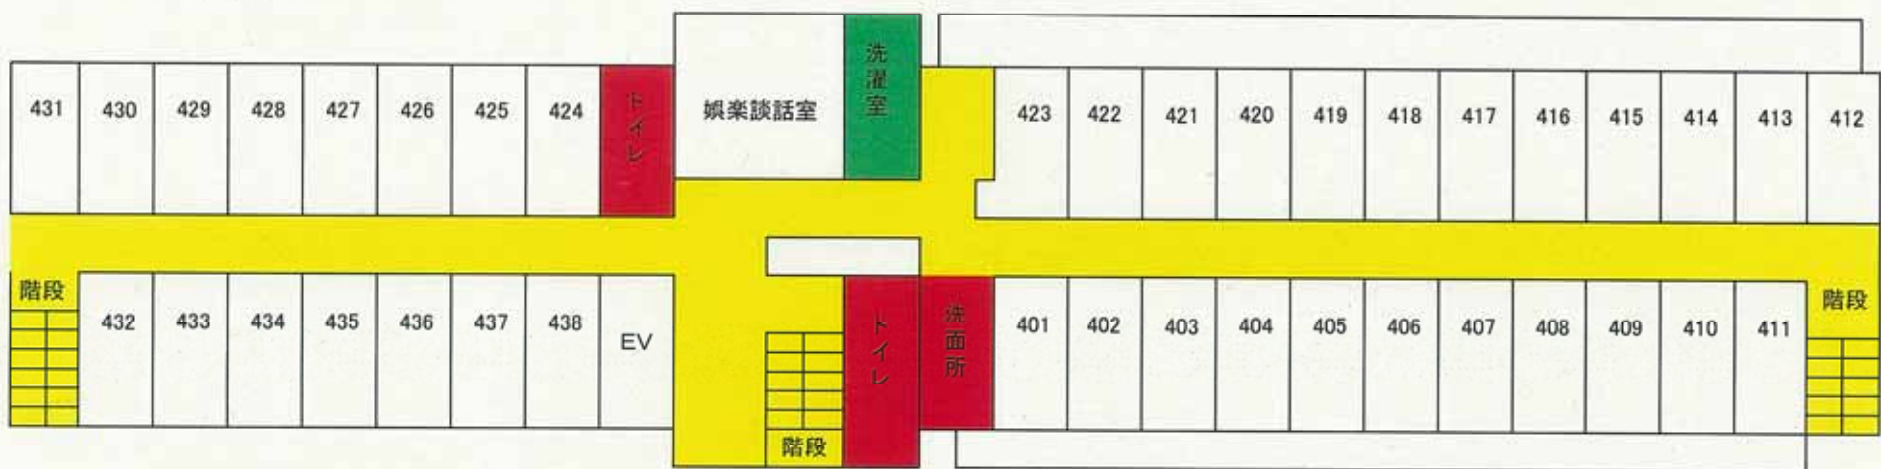 洗濯室
431 430 429 428 427 426 425 424 トイレ 娯楽談話室 423 422 421 420 419 418 417 416 415 414 413 412
階段
432 433 434 435 436 437 438 EV トイレ 洗面所 401 402 403 404 405 406 407 408 409 410 411 階段
階段